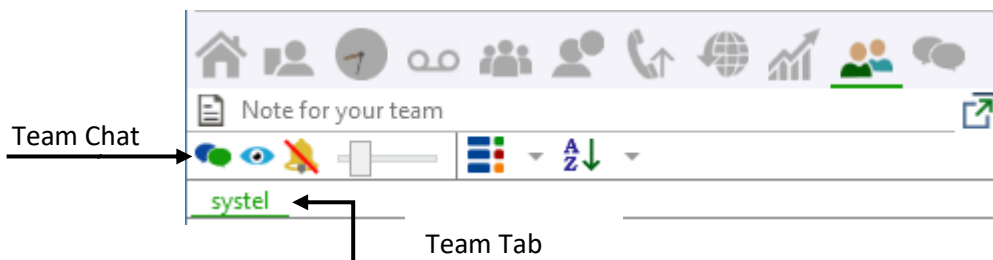 Note for your team
Team Chat
A
Z
systel
Team Tab